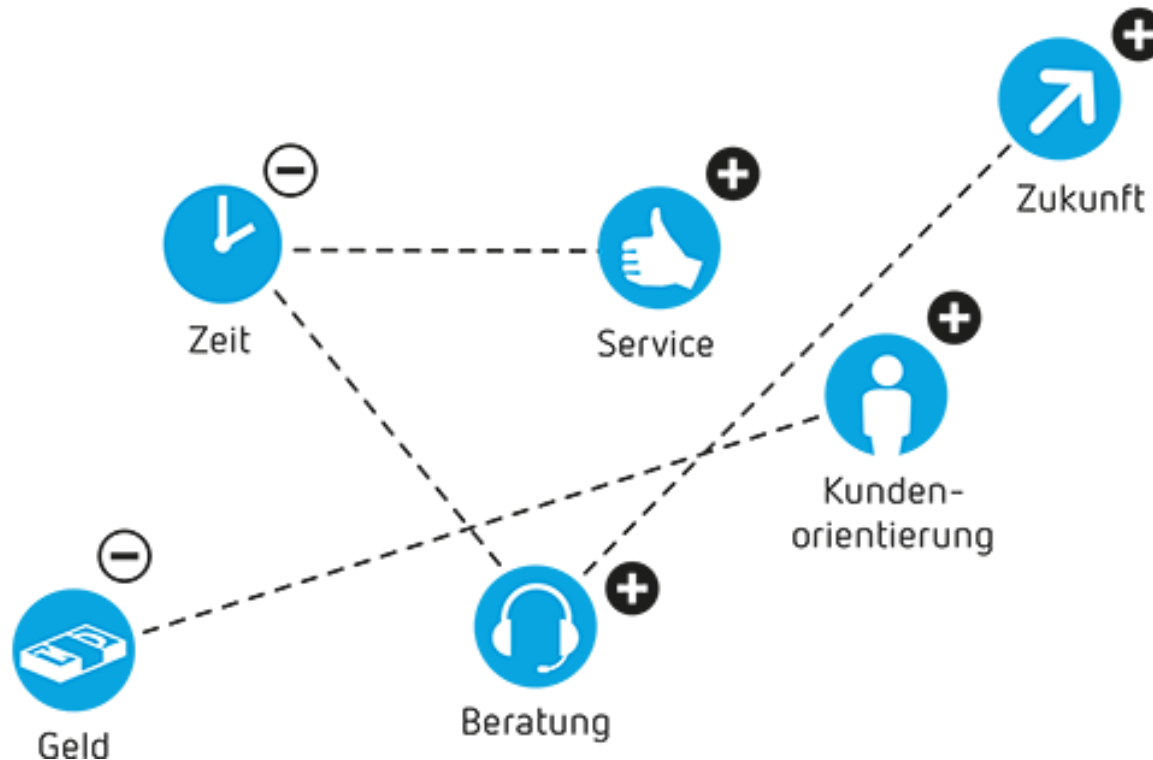 Zukunft
Zeit
Service
Kunden-
orientierung
Beratung
Geld